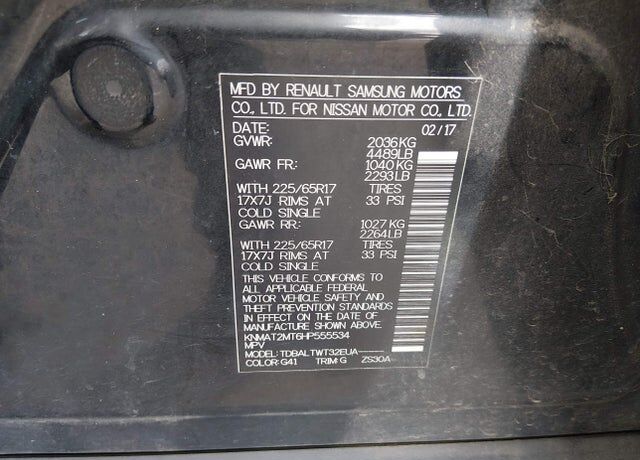 MFD BY RENAULT SAMSUNG MOTORS
CO., LTD. FOR NISSAN MOTOR CO., LTD.
DATE: 02/17
GVWR: 2036KG
4489LB
GAWR FR: 1040KG
2293LB
WITH 225/65R17 TIRES
17X7J RIMS AT 33 PSI
COLD SINGLE
GAWR RR: 1027KG
2264LB
WITH 225/65R17 TIRES
17X7J RIMS AT 33 PSI
COLD SINGLE
THIS VEHICLE CONFORMS TO
ALL APPLICABLE FEDERAL
MOTOR VEHICLE SAFETY AND
THEFT PREVENTION STANDARDS
IN EFFECT ON THE DATE OF
MANUFACTURE SHOWN ABOVE.
KNMAT2MT6HP555534
MPV
MODEL: TDBALTWT32EUA-----
COLOR: G41 TRIM: G ZS30A